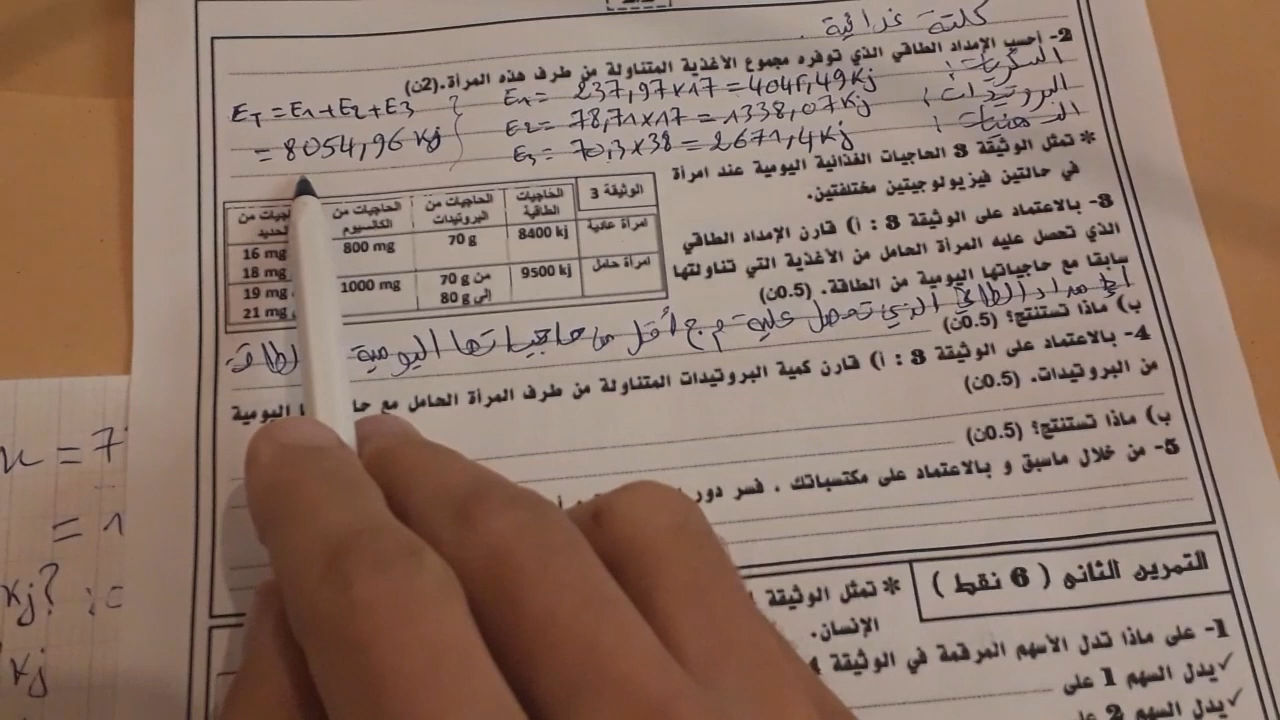 كلتة غذائية .
2- أحسب الإمداد الطاقي الذي توفره مجموع الأغذية المتناولة من طرف هذه المرأة.(2ن)
السكريات : E1 = 237,97x17 = 4045,49Kj
البروتيدات : E2 = 78,71x17 = 1338,07Kj
الدهنيات : E3 = 70,3x38 = 2671,4Kj
ET = E1 + E2 + E3
= 8054,96 Kj
* تمثل الوثيقة 3 الحاجيات الغذائية اليومية عند امرأة
في حالتين فيزيولوجيتين مختلفتين.
الوثيقة 3 الحاجيات الطاقية الحاجيات من البروتيدات الحاجيات من الكالسيوم من الحديد
امرأة عادية 8400 kj 70 g 800 mg 16 mg 18 mg
امرأة حامل 9500 kj من 70 g إلى 80 g 1000 mg 19 mg 21 mg
3- بالاعتماد على الوثيقة 3 : أ) قارن الإمداد الطاقي
الذي تحصل عليه المرأة الحامل من الأغذية التي تناولتها
سابقا مع حاجياتها اليومية من الطاقة. (0.5ن)
الذي تحصل عليه أقل من حاجياتها اليومية
ب) ماذا تستنتج؟ (0.5ن)
4- بالاعتماد على الوثيقة 3 : أ) قارن كمية البروتيدات المتناولة من طرف المرأة الحامل مع اليومية
من البروتيدات. (0.5ن)
ب) ماذا تستنتج؟ (0.5ن)
5- من خلال ماسبق و بالاعتماد على مكتسباتك ، فسر دور
التمرين الثاني ( 6 نقط )
* تمثل الوثيقة
الإنسان.
1- على ماذا تدل الأسهم المرقمة في الوثيقة
✓يدل السهم 1 على
✓يدل السهم 2
x = 7
= 1
Kj?
Kj